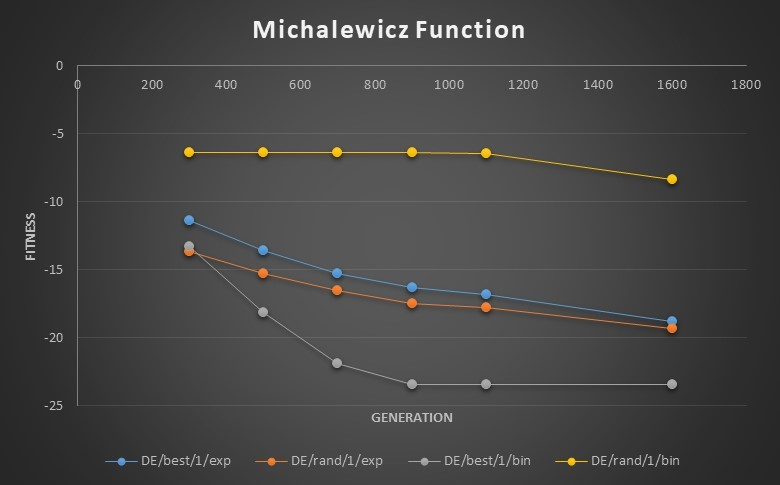 Michalewicz Function
0
0 200 400 600 800 1000 1200 1400 1600 1800
-5
-10
-15
-20
-25
FITNESS
GENERATION
DE/best/1/exp DE/rand/1/exp DE/best/1/bin DE/rand/1/bin